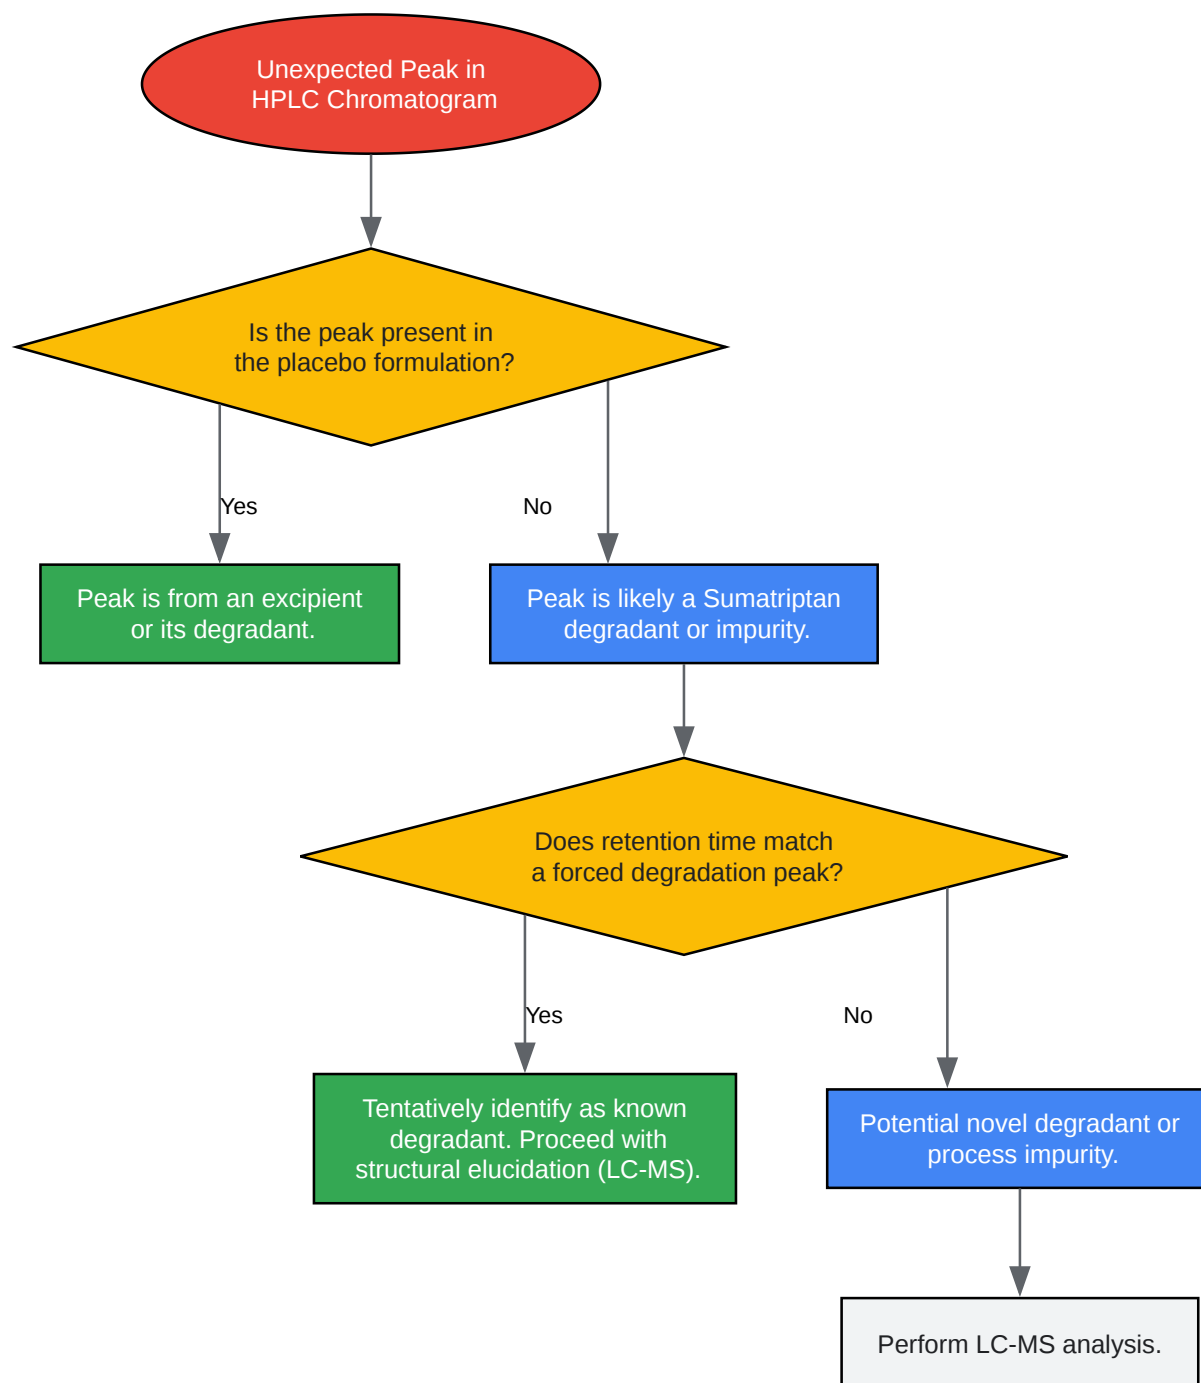 Unexpected Peak in
HPLC Chromatogram
Is the peak present in
the placebo formulation?
Yes
No
Peak is from an excipient
or its degradant.
Peak is likely a Sumatriptan
degradant or impurity.
Does retention time match
a forced degradation peak?
Yes
No
Tentatively identify as known
degradant. Proceed with
structural elucidation (LC-MS).
Potential novel degradant or
process impurity.
Perform LC-MS analysis.